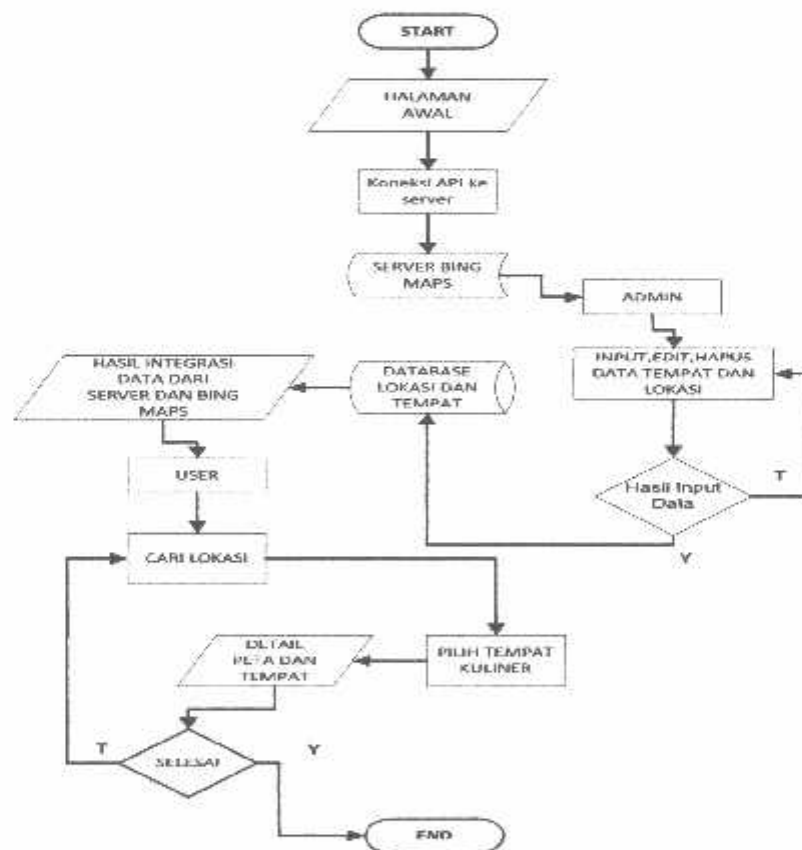 START
HALAMAN
AWAL
Koneksi API ke
server
SERVER BING
MAPS
ADMIN
INPUT,EDIT,HAPUS
DATA TEMPAT DAN
LOKASI
Hasil Input
Data
T
Y
DATABASE
LOKASI DAN
TEMPAT
HASIL INTEGRASI
DATA DARI
SERVER DAN BING
MAPS
USER
CARI LOKASI
PILIH TEMPAT
KULINER
DETAIL
PETA DAN
TEMPAT
SELESAI
T
Y
END